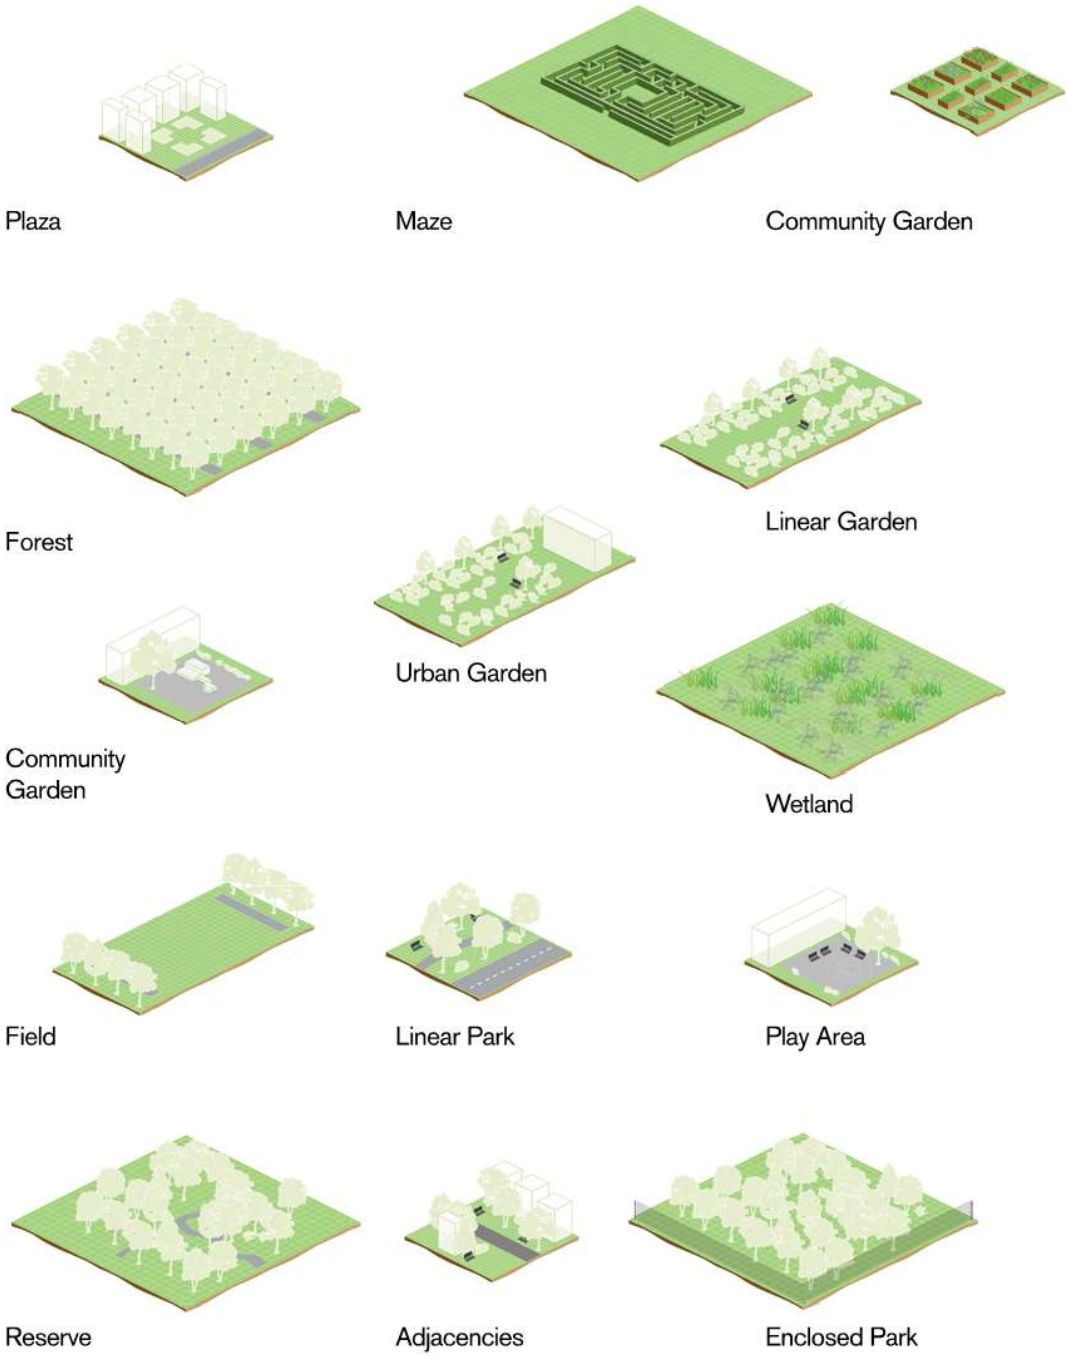 Plaza
Maze
Community Garden
Forest
Linear Garden
Urban Garden
Community
Garden
Wetland
Field
Linear Park
Play Area
Reserve
Adjacencies
Enclosed Park